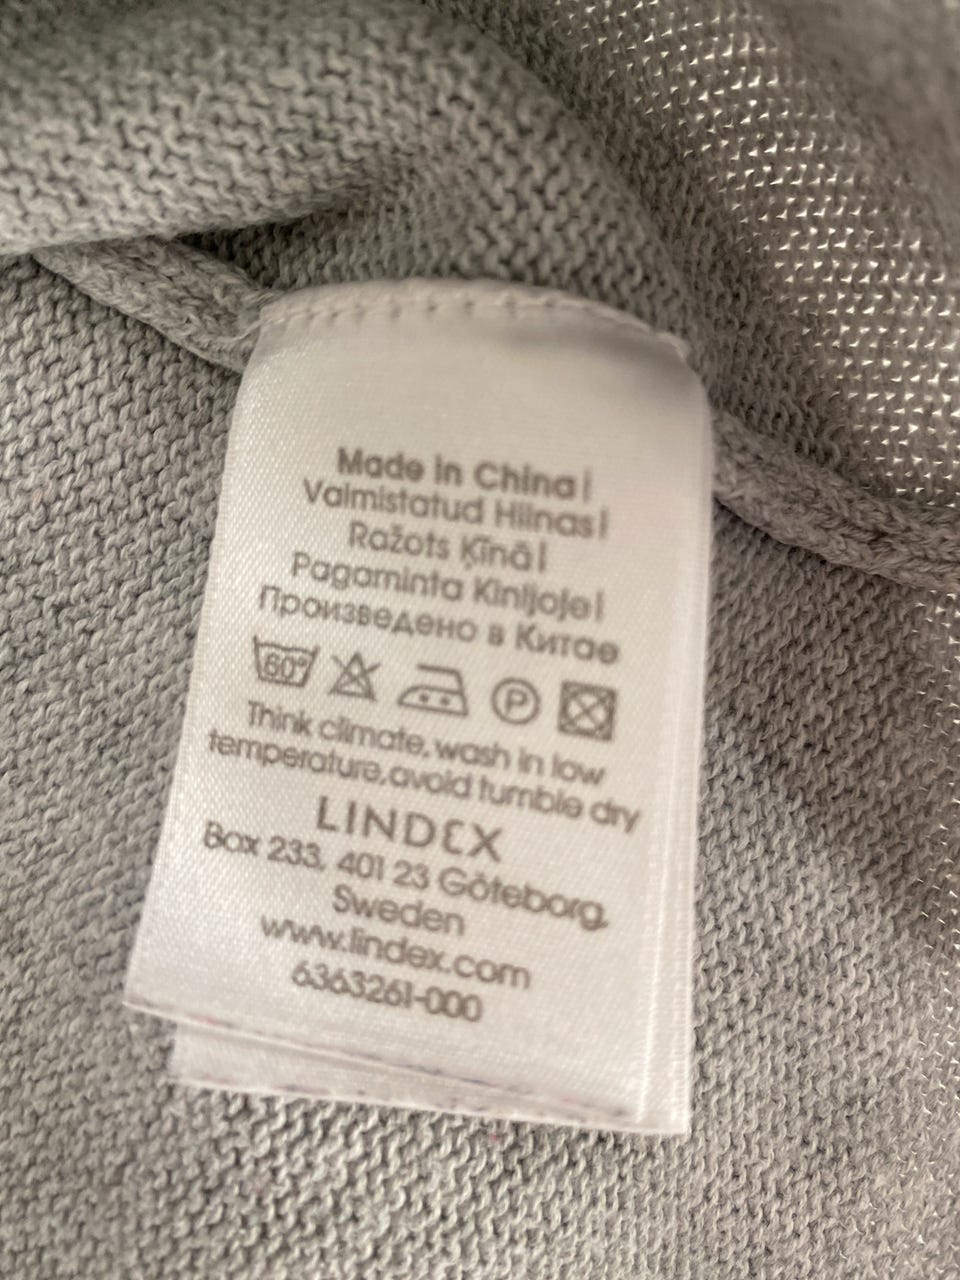 Made in China|
Valmistatud Hiinas|
Ražots Ķīnā|
Pagaminta Kinijoje|
Произведено в Китае
60°
P
Think climate, wash in low
temperature, avoid tumble dry
LINDEX
Box 233, 401 23 Göteborg,
Sweden
www.lindex.com
6363261-000